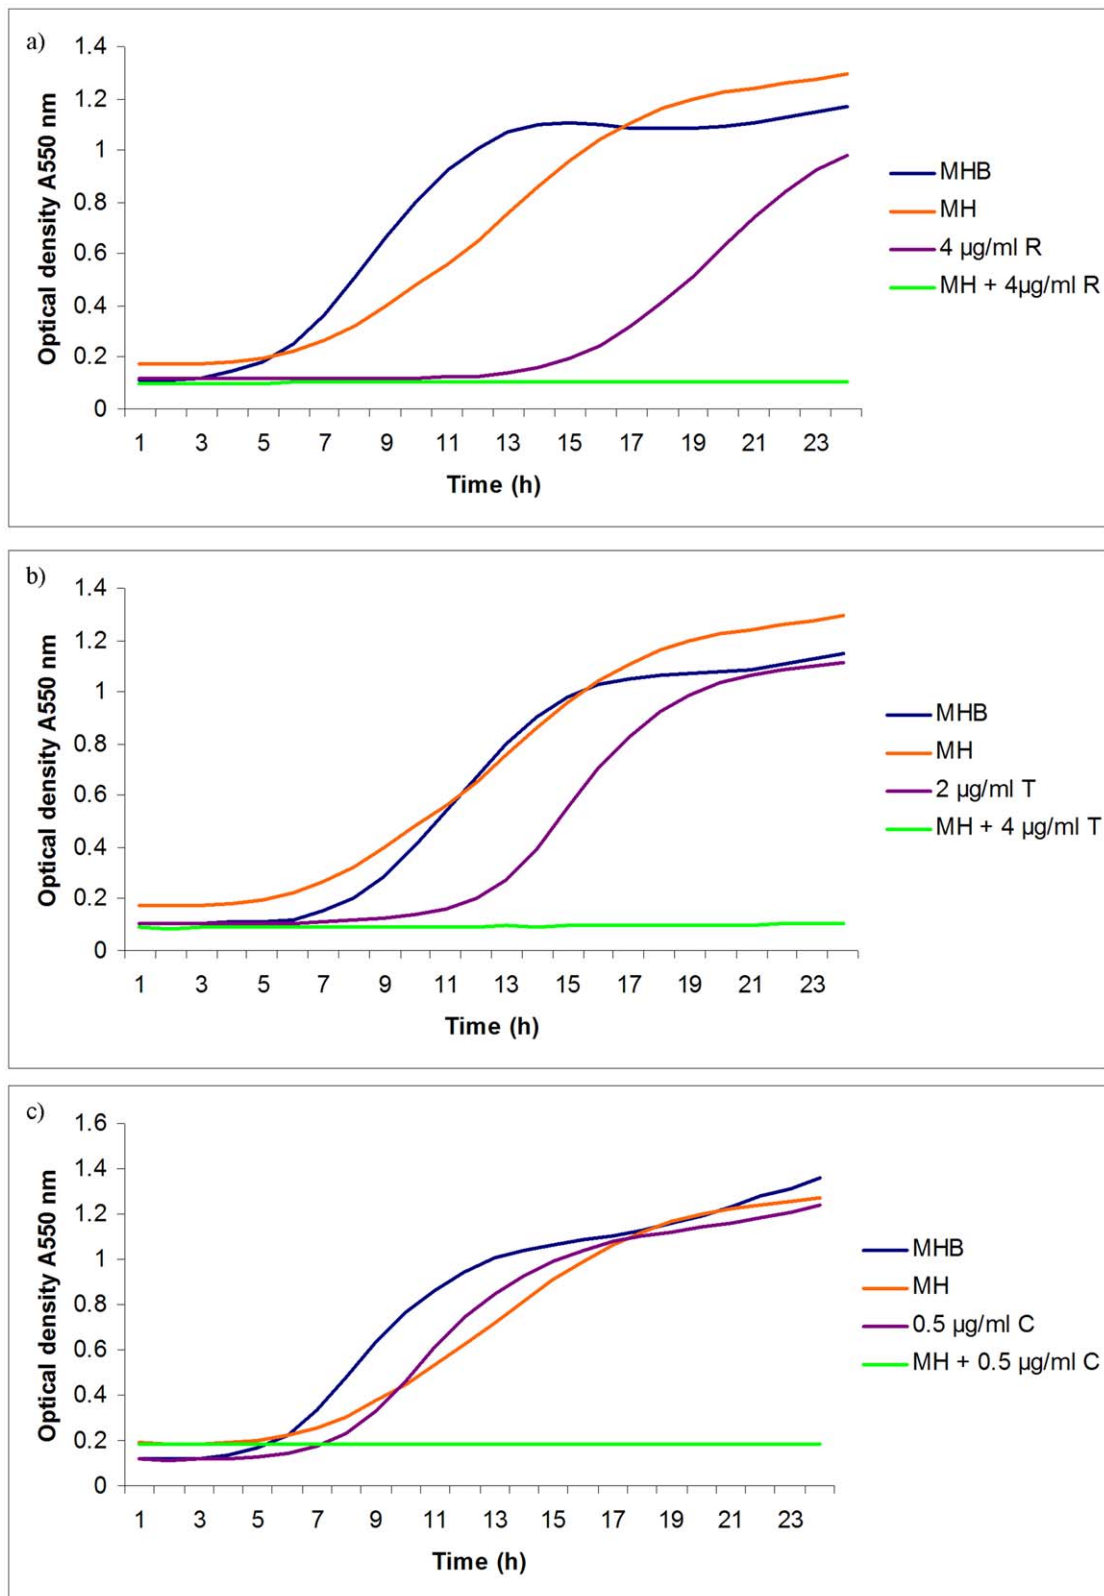 a)
1.4
1.2
1
0.8
0.6
0.4
0.2
0
Optical density A550 nm
1 3 5 7 9 11 13 15 17 19 21 23
Time (h)
MHB
MH
4 µg/ml R
MH + 4µg/ml R
b)
1.4
1.2
1
0.8
0.6
0.4
0.2
0
Optical density A550 nm
1 3 5 7 9 11 13 15 17 19 21 23
Time (h)
MHB
MH
2 µg/ml T
MH + 4 µg/ml T
c)
1.6
1.4
1.2
1
0.8
0.6
0.4
0.2
0
Optical density A550 nm
1 3 5 7 9 11 13 15 17 19 21 23
Time (h)
MHB
MH
0.5 µg/ml C
MH + 0.5 µg/ml C